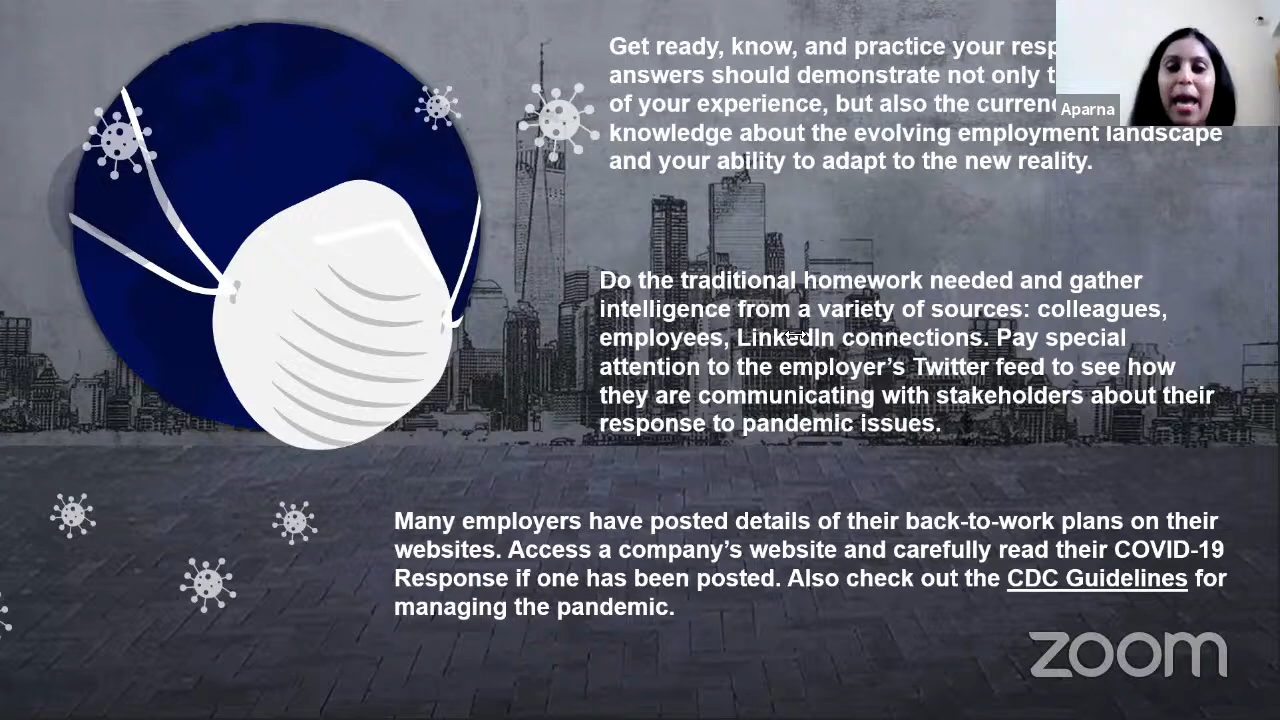 Get ready, know, and practice your
answers should demonstrate not only
of your experience, but also the
knowledge about the evolving employment landscape
and your ability to adapt to the new reality.
Aparna
Do the traditional homework needed and gather
intelligence from a variety of sources: colleagues,
employees, LinkedIn connections. Pay special
attention to the employer’s Twitter feed to see how
they are communicating with stakeholders about their
response to pandemic issues.
Many employers have posted details of their back-to-work plans on their
websites. Access a company’s website and carefully read their COVID-19
Response if one has been posted. Also check out the CDC Guidelines for
managing the pandemic.
zoom